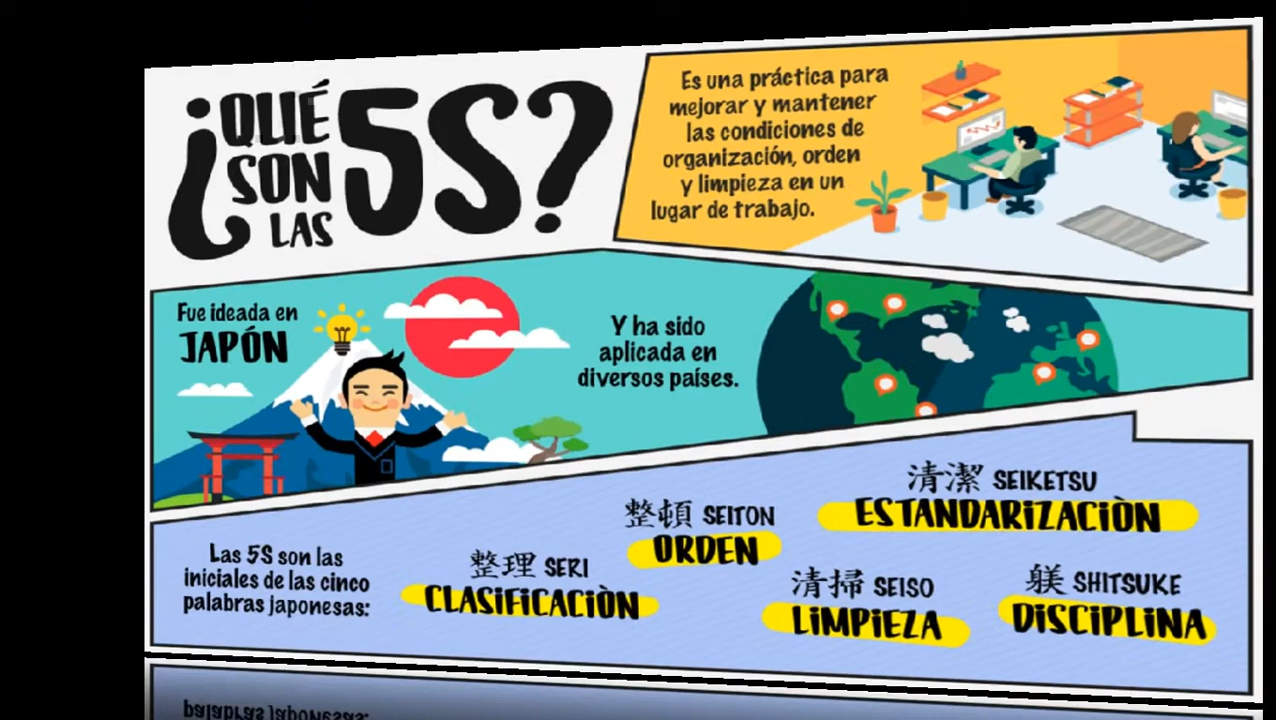 ¿QUÉ
SON
LAS
5S?
Es una práctica para
mejorar y mantener
las condiciones de
organización, orden
y limpieza en un
lugar de trabajo.
Fue ideada en
JAPÓN
Y ha sido
aplicada en
diversos países.
Las 5S son las
iniciales de las cinco
palabras japonesas:
整理 SERI
CLASiFiCACiÒN
整頓 SEITON
ORDEN
清潔 SEIKETSU
ESTANDARiZACiÒN
清掃 SEISO
LiMPiEZA
躾 SHITSUKE
DiSCiPLiNA